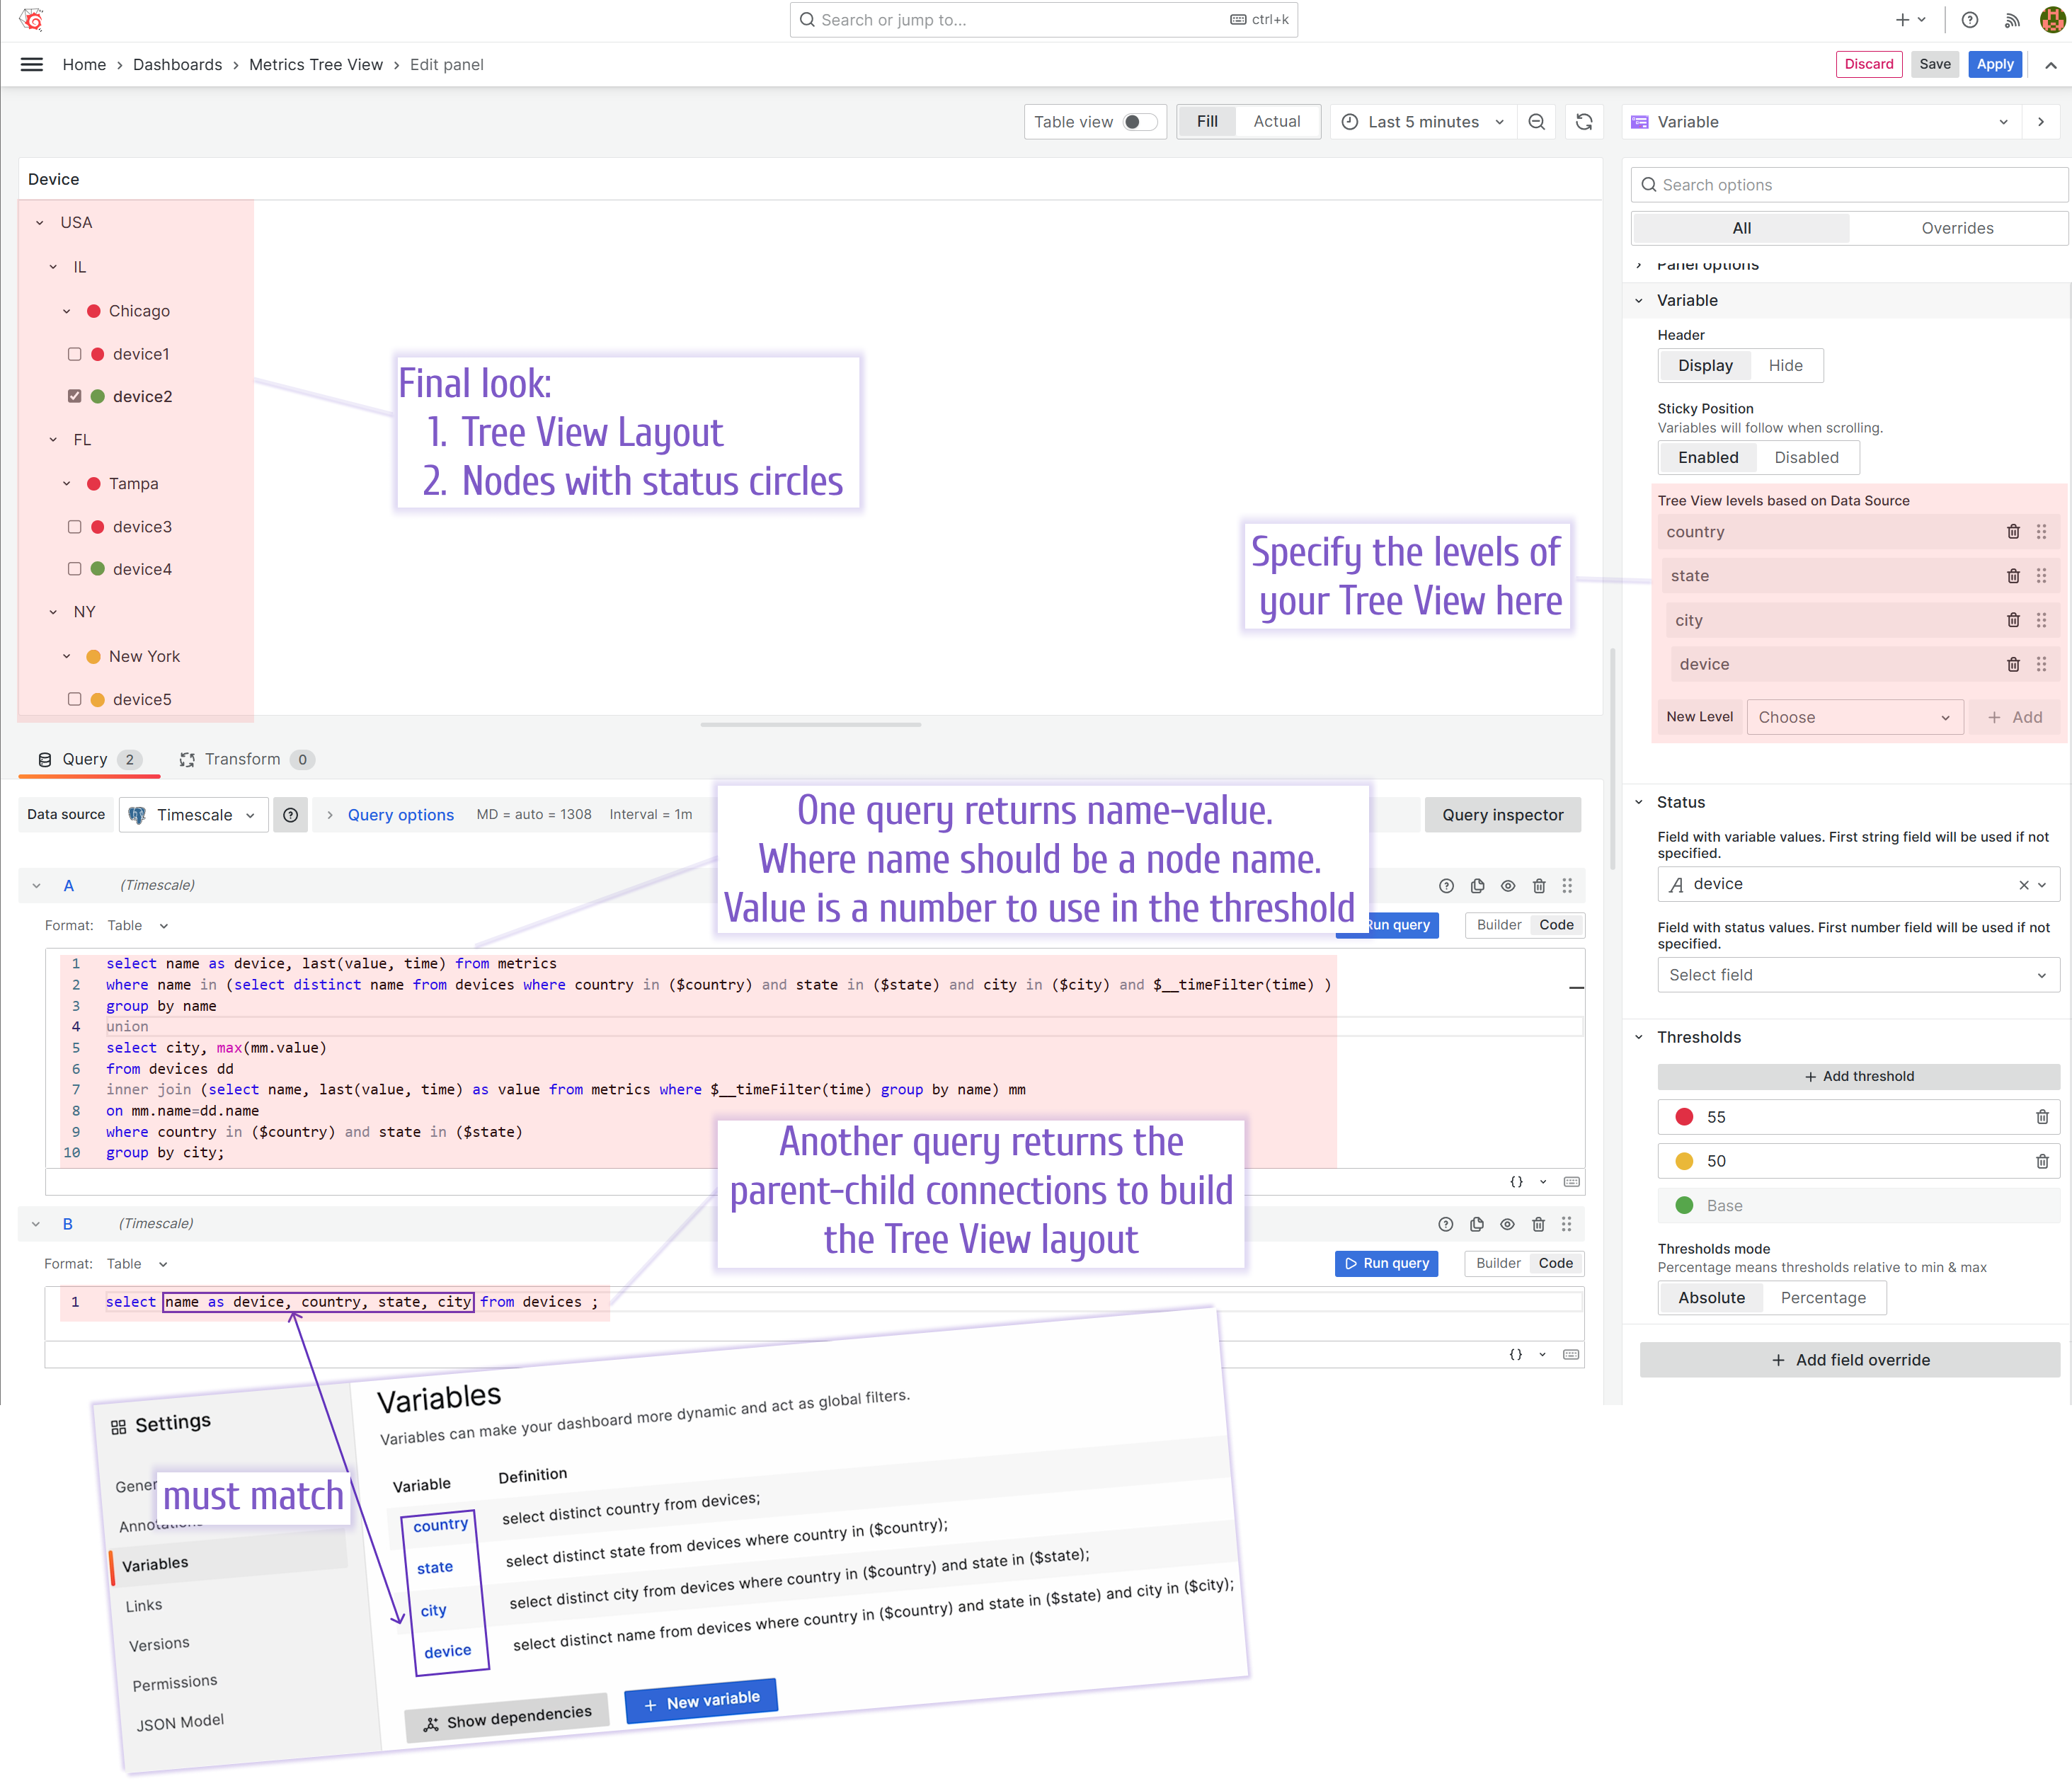 Search or jump to...
ctrl+k
Home
Dashboards
Metrics Tree View
Edit panel
Discard
Save
Apply
Table view
Fill
Actual
Last 5 minutes
Variable
Device
USA
IL
Chicago
device1
device2
FL
Tampa
device3
device4
NY
New York
device5
Final look:
1. Tree View Layout
2. Nodes with status circles
Specify the levels of
your Tree View here
Search options
All
Overrides
Panel options
Variable
Header
Display
Hide
Sticky Position
Variables will follow when scrolling.
Enabled
Disabled
Tree View levels based on Data Source
country
state
city
device
New Level
Choose
+ Add
Status
Field with variable values. First string field will be used if not
specified.
device
Field with status values. First number field will be used if not
specified.
Select field
Thresholds
+ Add threshold
55
50
Base
Thresholds mode
Percentage means thresholds relative to min & max
Absolute
Percentage
+ Add field override
Query 2
Transform 0
Data source
Timescale
Query options
MD = auto = 1308
Interval = 1m
Query inspector
One query returns name-value.
Where name should be a node name.
Value is a number to use in the threshold
A
(Timescale)
Format: Table
Run query
Builder
Code
1 select name as device, last(value, time) from metrics
2 where name in (select distinct name from devices where country in ($country) and state in ($state) and city in ($city) and $__timeFilter(time) )
3 group by name
4 union
5 select city, max(mm.value)
6 from devices dd
7 inner join (select name, last(value, time) as value from metrics where $__timeFilter(time) group by name) mm
8 on mm.name=dd.name
9 where country in ($country) and state in ($state)
10 group by city;
{}
Another query returns the
parent-child connections to build
the Tree View layout
B
(Timescale)
Format: Table
Run query
Builder
Code
1 select name as device, country, state, city from devices ;
{}
must match
Settings
Variables
Links
Versions
Permissions
JSON Model
Variables
Variables can make your dashboard more dynamic and act as global filters.
Variable
Definition
country
select distinct country from devices;
state
select distinct state from devices where country in ($country);
city
select distinct city from devices where country in ($country) and state in ($state);
device
select distinct name from devices where country in ($country) and state in ($state) and city in ($city);
Show dependencies
+ New variable